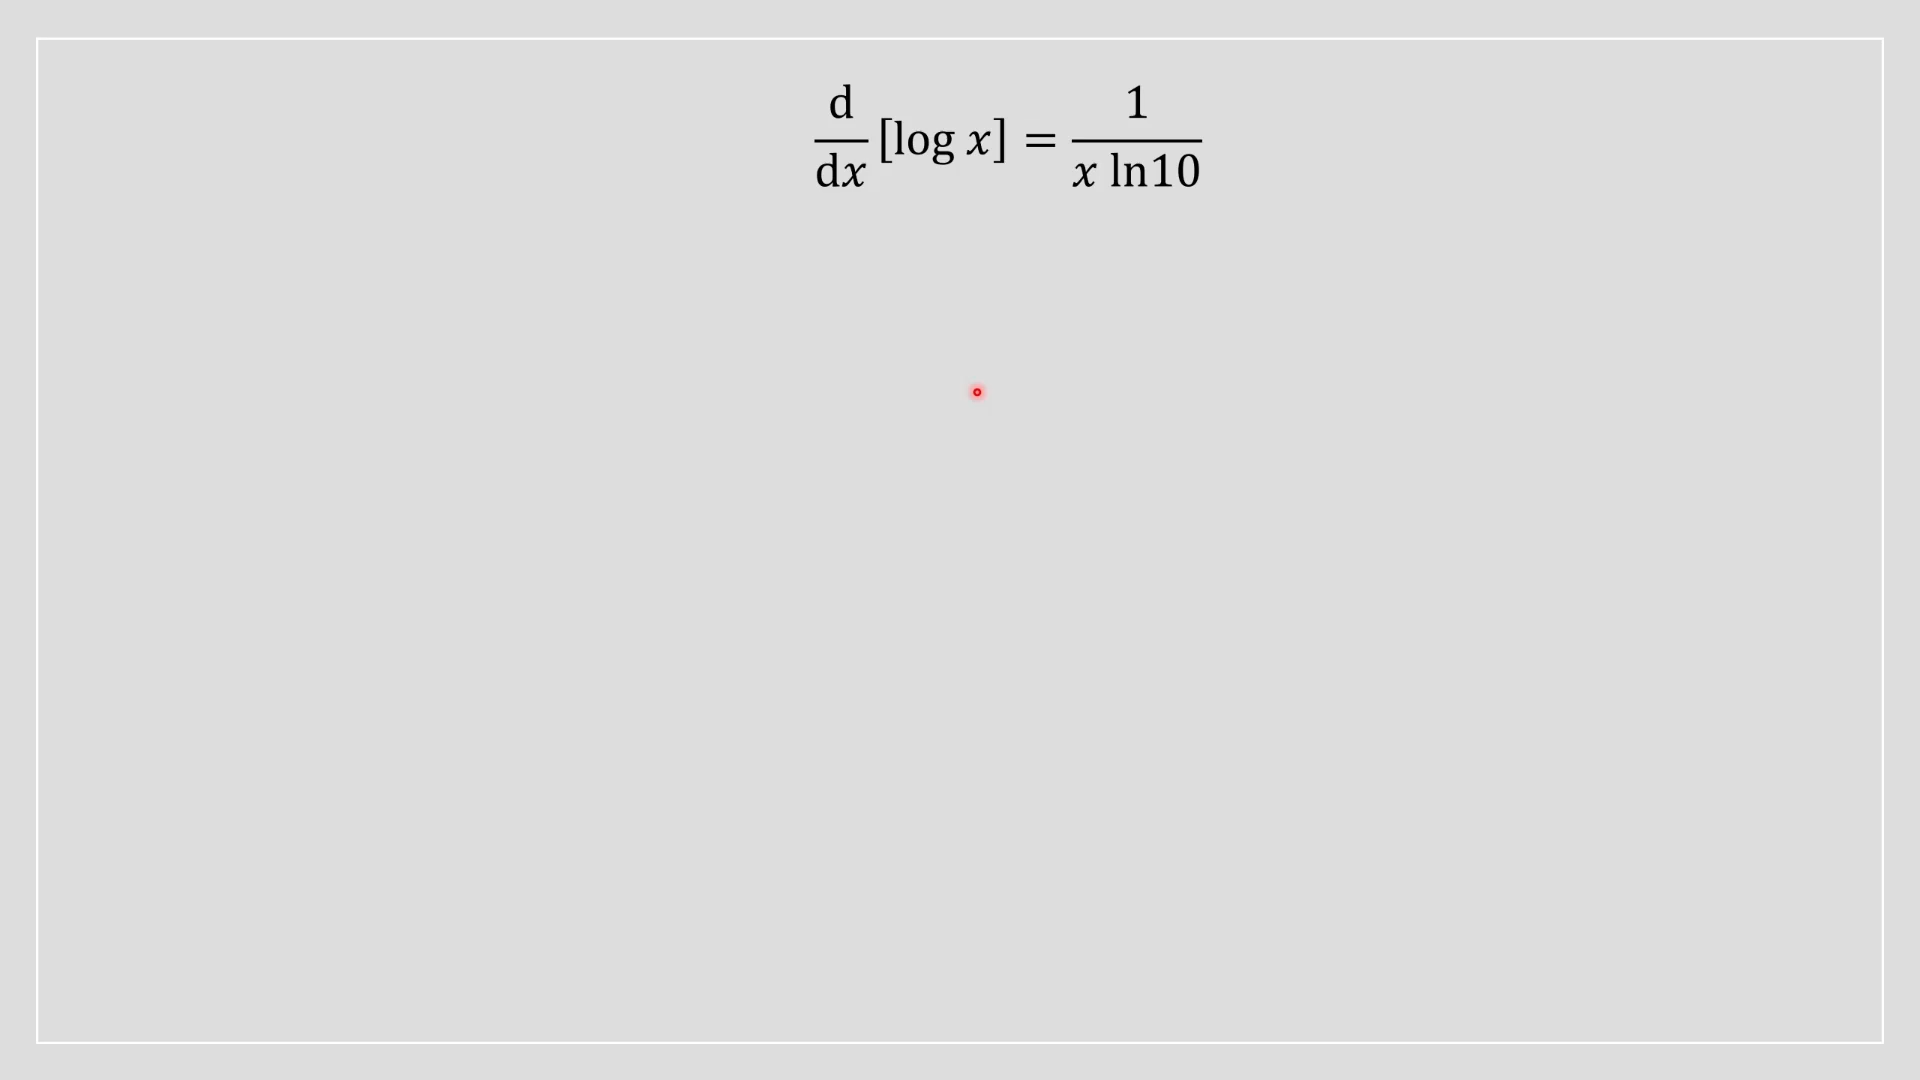 d/dx [log x] = 1/(x ln10)